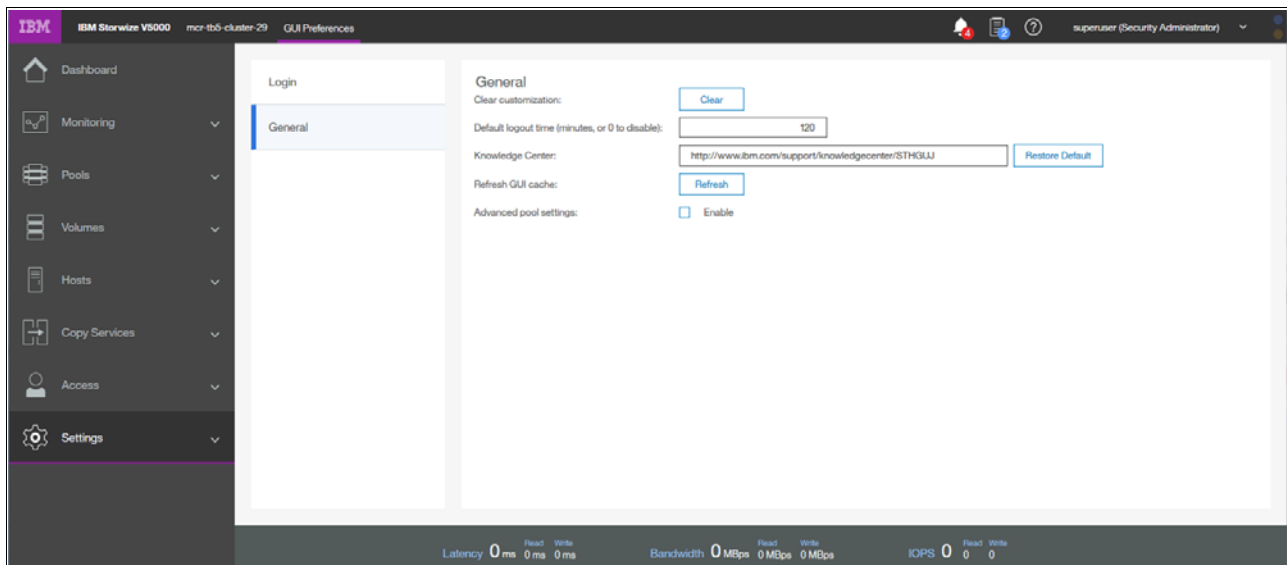 IBM IBM Storwize V5000 mcr-tb5-cluster-29 GUI Preferences 4 2 ? superuser (Security Administrator)
Dashboard
Monitoring
Pools
Volumes
Hosts
Copy Services
Access
Settings
Login
General
General
Clear customization: Clear
Default logout time (minutes, or 0 to disable): 120
Knowledge Center: http://www.ibm.com/support/knowledgecenter/STHGUJ Restore Default
Refresh GUI cache: Refresh
Advanced pool settings: Enable
Read Write Read Write Read Write
Latency 0 ms 0 ms 0 ms Bandwidth 0 MBps 0 MBps 0 MBps IOPS 0 0 0